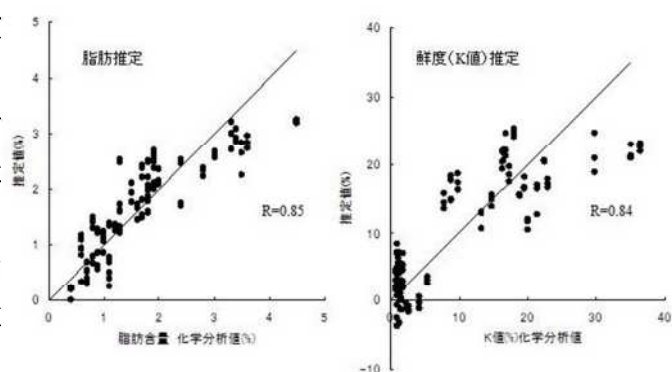 脂肪推定
5
4
3
2
1
0
推定値(%)
R=0.85
0 1 2 3 4 5
脂肪含量 化学分析値(%)
鮮度(K値)推定
40
30
20
10
0
-10
推定値(%)
R=0.84
0 10 20 30 40
K値(%)化学分析値